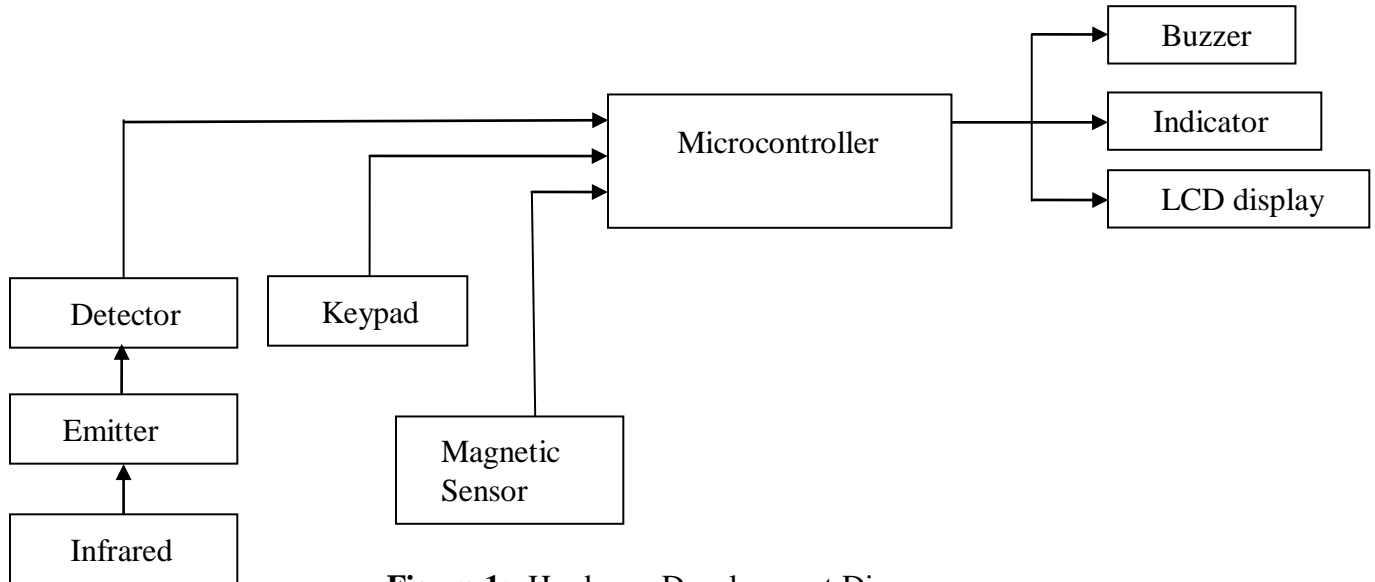 Buzzer
Indicator
LCD display
Microcontroller
Detector
Keypad
Emitter
Magnetic
Sensor
Infrared